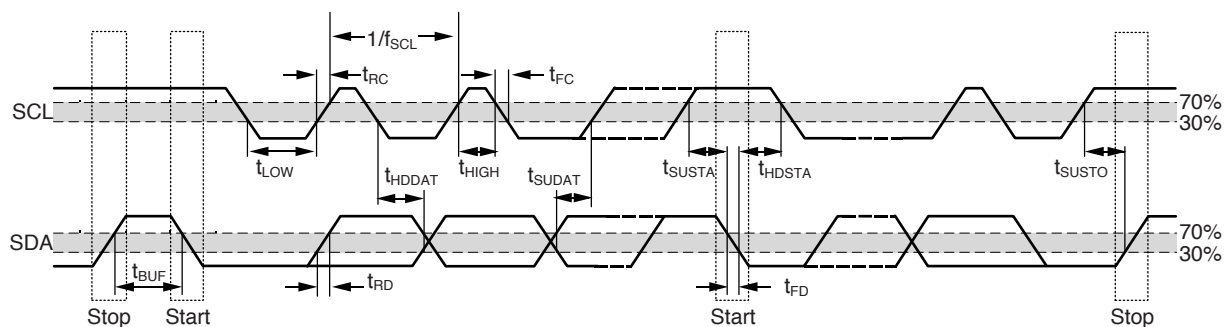 1/fSCL
tRC
tFC
SCL
70%
30%
tLOW
tHDDAT
tHIGH
tSUDAT
tSUSTA
tHDSTA
tSUSTO
SDA
70%
30%
tBUF
tRD
tFD
Stop
Start
Start
Stop